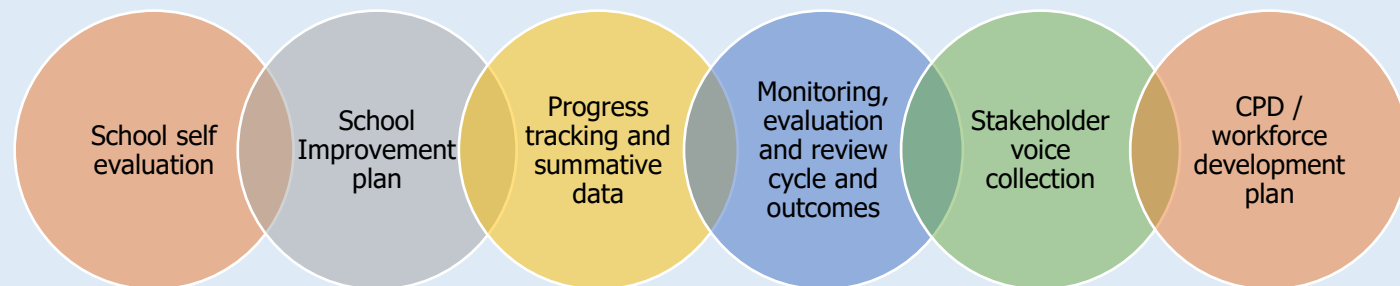 School self
evaluation
School
Improvement
plan
Progress
tracking and
summative
data
Monitoring,
evaluation
and review
cycle and
outcomes
Stakeholder
voice
collection
CPD /
workforce
development
plan